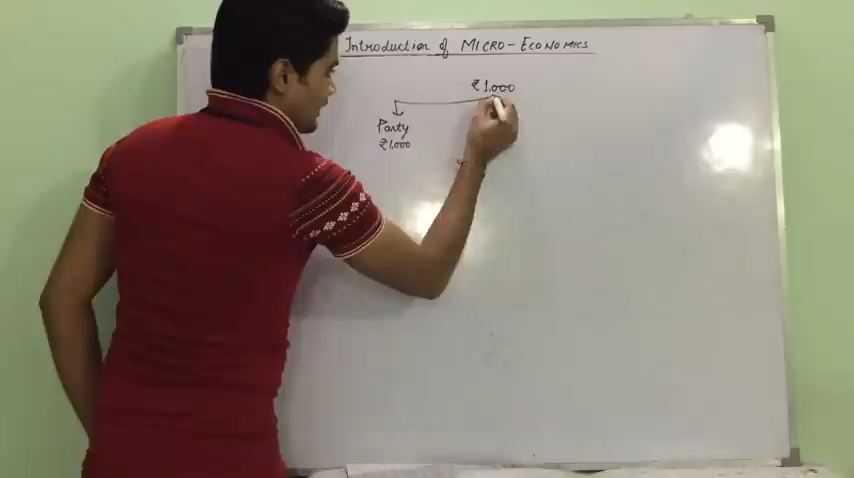 Introduction of MICRO-ECONOMICS
₹1,000
Party
₹1,000